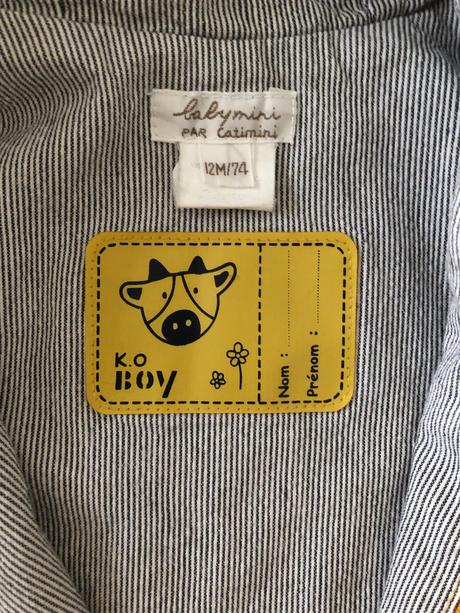 babymini
PAR Catimini
12M/74
K.O
BOY
Nom :
Prénom :